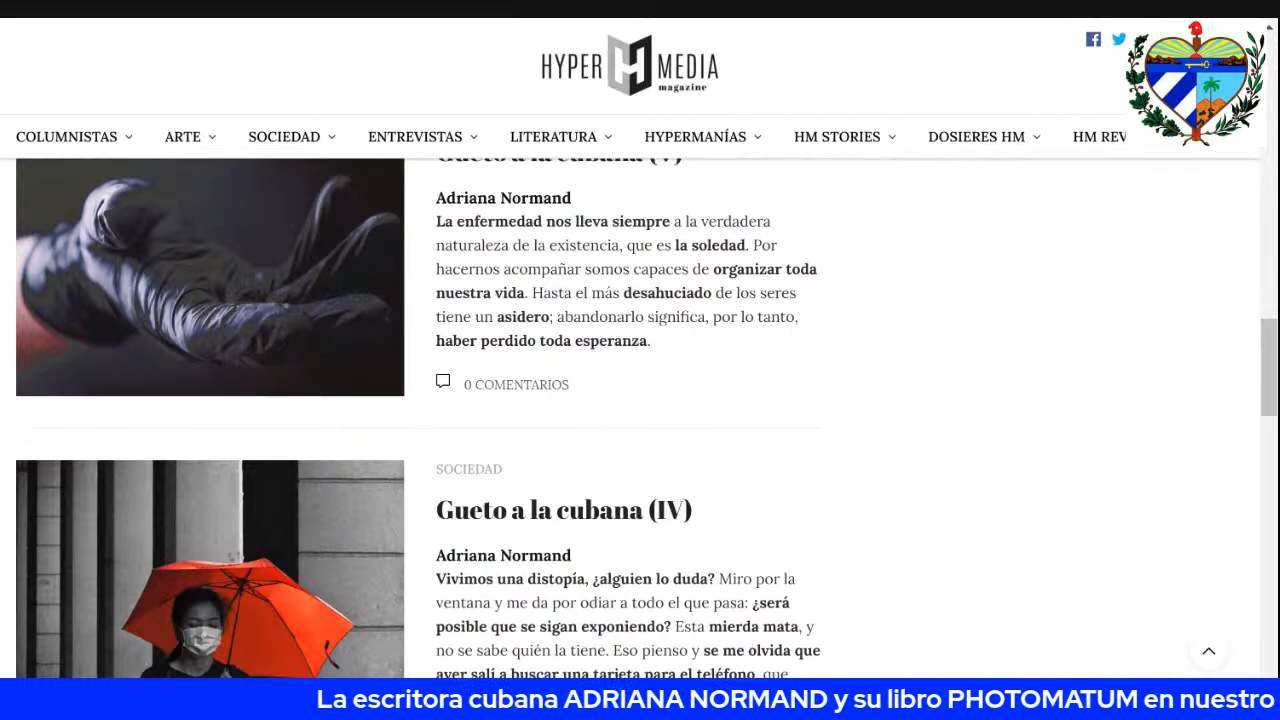 HYPER MEDIA
magazine
COLUMNISTAS ARTE SOCIEDAD ENTREVISTAS LITERATURA HYPERMANÍAS HM STORIES DOSIERES HM HM REV
Gueto a la cubana (V)
Adriana Normand
La enfermedad nos lleva siempre a la verdadera
naturaleza de la existencia, que es la soledad. Por
hacernos acompañar somos capaces de organizar toda
nuestra vida. Hasta el más desahuciado de los seres
tiene un asidero; abandonarlo significa, por lo tanto,
haber perdido toda esperanza.
0 COMENTARIOS
SOCIEDAD
Gueto a la cubana (IV)
Adriana Normand
Vivimos una distopía, ¿alguien lo duda? Miro por la
ventana y me da por odiar a todo el que pasa: ¿será
posible que se sigan exponiendo? Esta mierda mata, y
no se sabe quién la tiene. Eso pienso y se me olvida que
ayer salí a buscar una tarjeta para el teléfono, que
La escritora cubana ADRIANA NORMAND y su libro PHOTOMATUM en nuestro